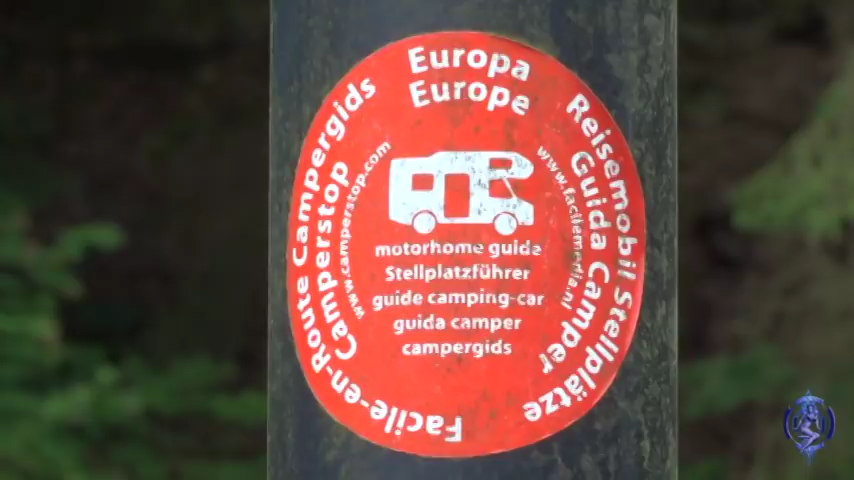 Europa
Europe
Facile-en-Route Campergids
Camperstop
www.camperstop.com
Reisemobil Stellplätze
Guida Camper
www.facilemedia.nl
motorhome guide
Stellplatzführer
guide camping-car
guida camper
campergids